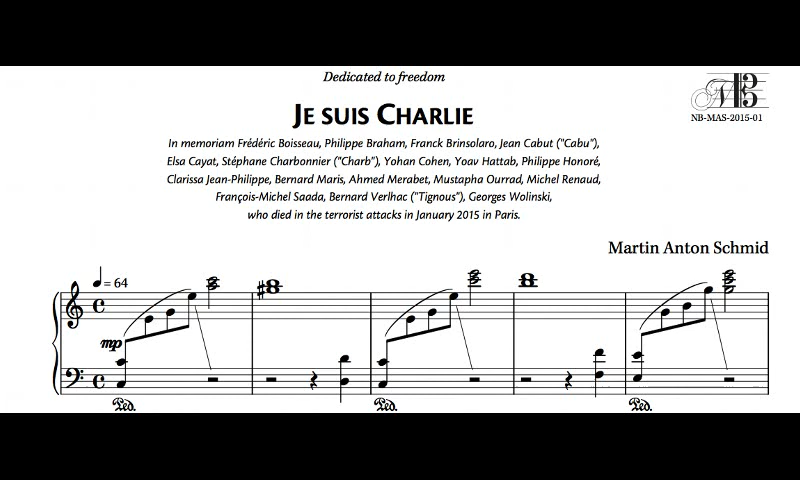 Dedicated to freedom
JE SUIS CHARLIE
NB-MAS-2015-01
In memoriam Frédéric Boisseau, Philippe Braham, Franck Brinsolaro, Jean Cabut ("Cabu"),
Elsa Cayat, Stéphane Charbonnier ("Charb"), Yohan Cohen, Yoav Hattab, Philippe Honoré,
Clarissa Jean-Philippe, Bernard Maris, Ahmed Merabet, Mustapha Ourrad, Michel Renaud,
François-Michel Saada, Bernard Verlhac ("Tignous"), Georges Wolinski,
who died in the terrorist attacks in January 2015 in Paris.
Martin Anton Schmid
= 64
mp
Ped. Ped. Ped.